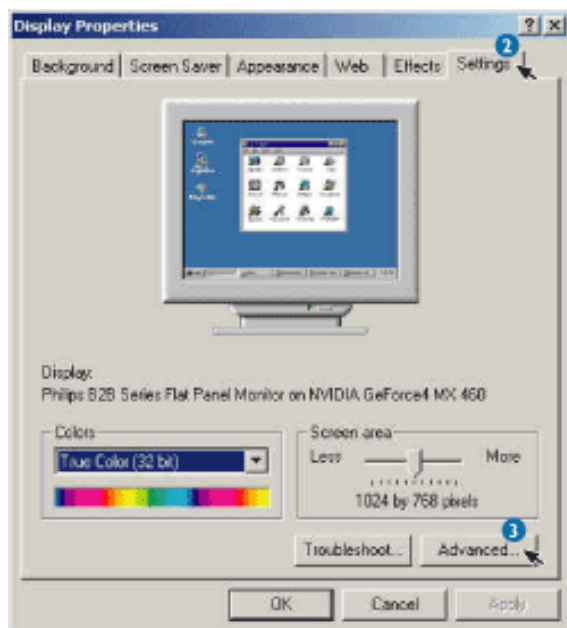 Display Properties
2
Background Screen Saver Appearance Web Effects Settings
Display:
Philips B2B Series Flat Panel Monitor on NVIDIA GeForce4 MX 460
Colors
Screen area
True Color (32 bit)
Less More
1024 by 768 pixels
3
Troubleshoot... Advanced...
OK Cancel Apply